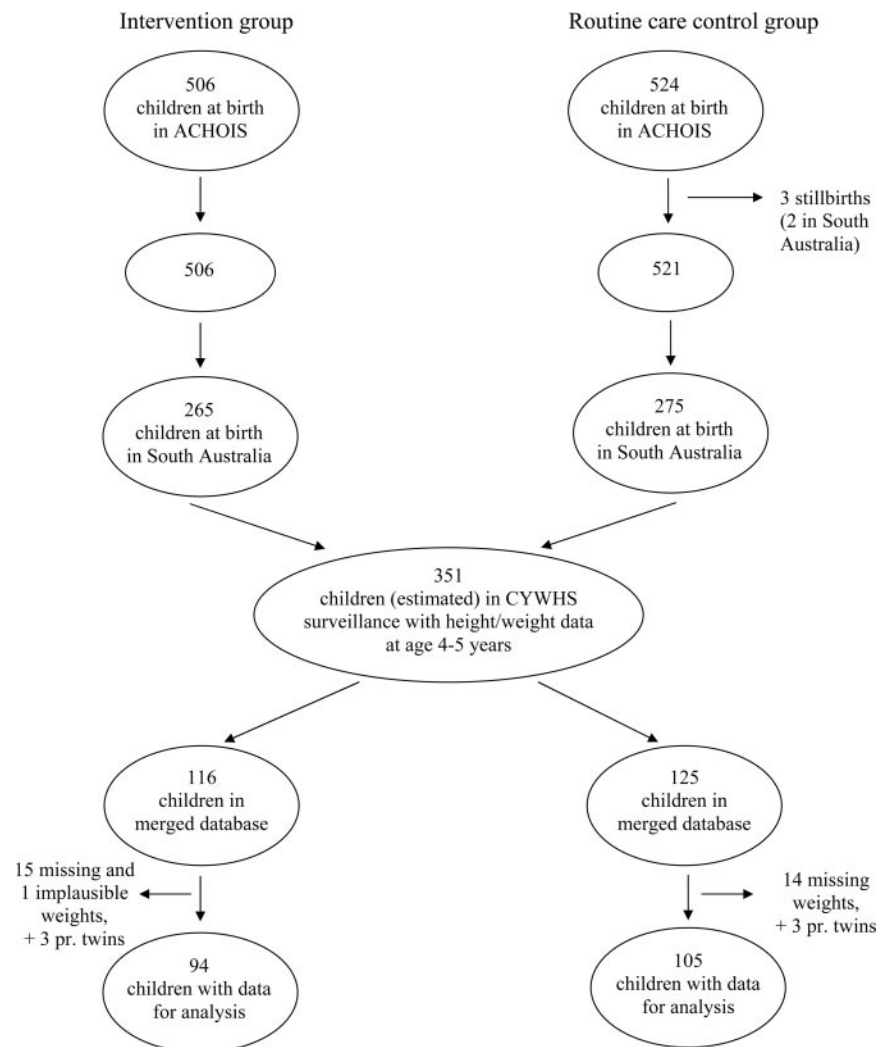 Intervention group
Routine care control group
506
children at birth
in ACHOIS
524
children at birth
in ACHOIS
3 stillbirths
(2 in South
Australia)
506
521
265
children at birth
in South Australia
275
children at birth
in South Australia
351
children (estimated) in CYWHS
surveillance with height/weight data
at age 4-5 years
116
children in
merged database
125
children in
merged database
15 missing and
1 implausible
weights,
+ 3 pr. twins
14 missing
weights,
+ 3 pr. twins
94
children with data
for analysis
105
children with data
for analysis